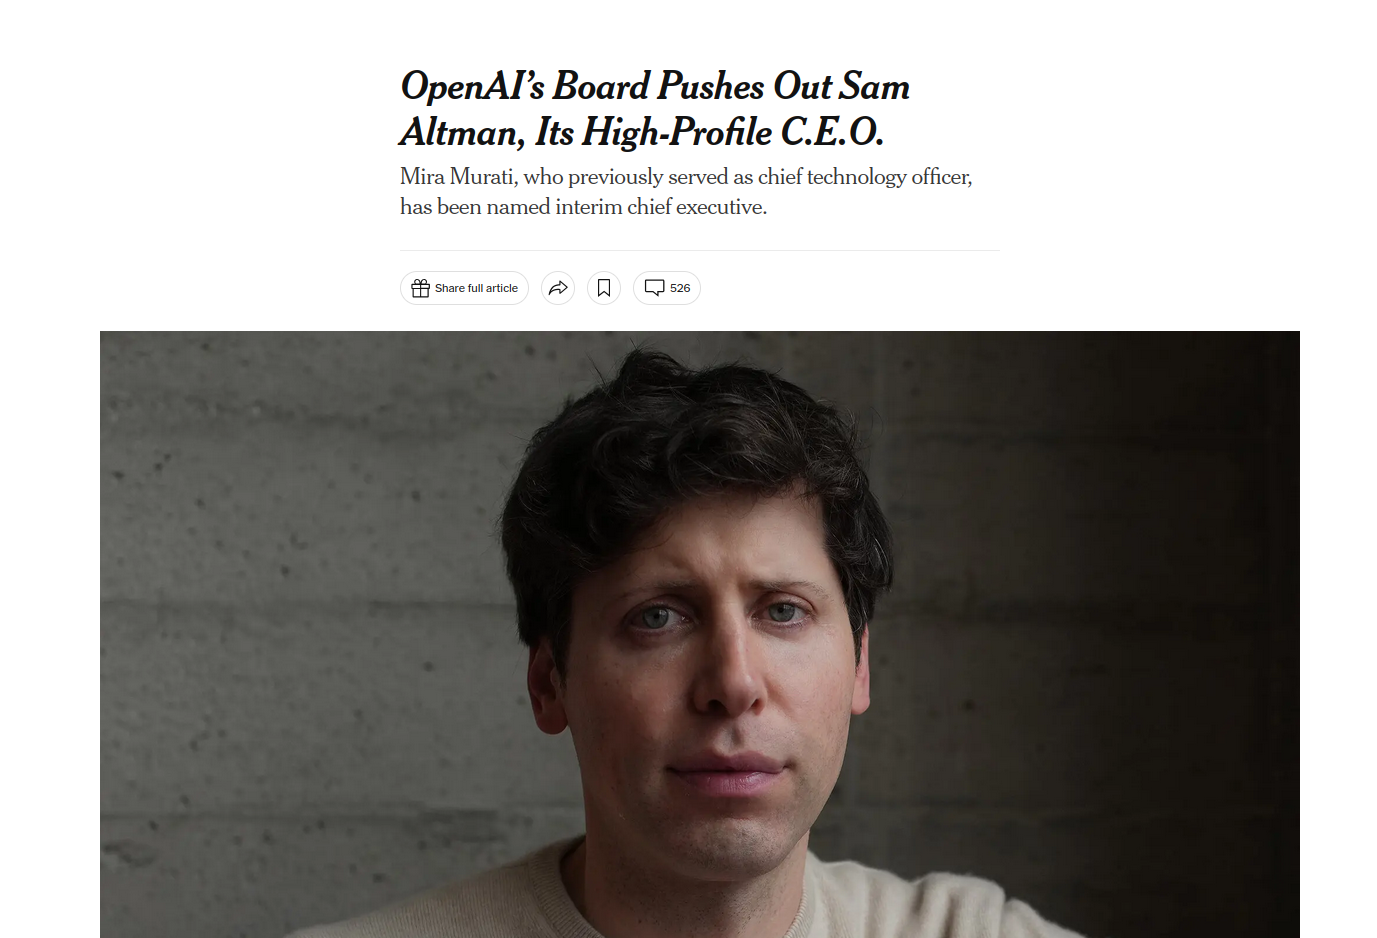 OpenAI’s Board Pushes Out Sam
Altman, Its High-Profile C.E.O.
Mira Murati, who previously served as chief technology officer,
has been named interim chief executive.
Share full article
526